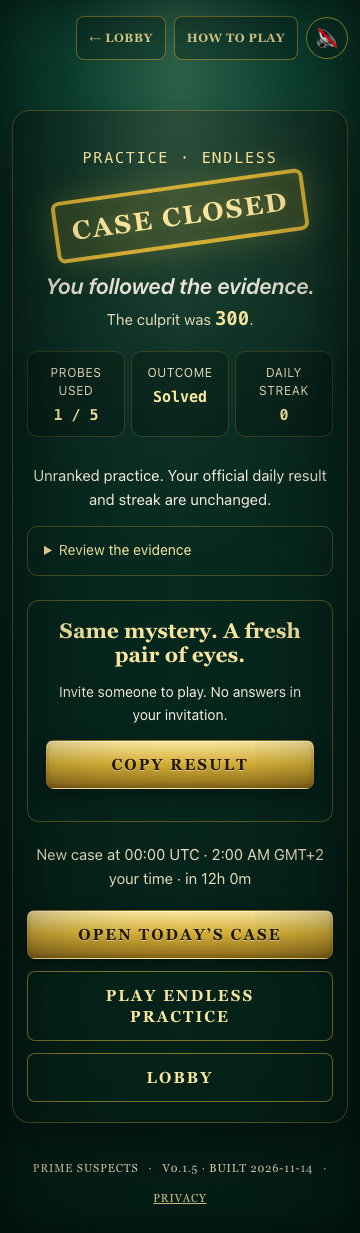 ← LOBBY
HOW TO PLAY
PRACTICE · ENDLESS
CASE CLOSED
You followed the evidence.
The culprit was 300.
PROBES
USED
1 / 5
OUTCOME
Solved
DAILY
STREAK
0
Unranked practice. Your official daily result
and streak are unchanged.
▶ Review the evidence
Same mystery. A fresh
pair of eyes.
Invite someone to play. No answers in
your invitation.
COPY RESULT
New case at 00:00 UTC · 2:00 AM GMT+2
your time · in 12h 0m
OPEN TODAY’S CASE
PLAY ENDLESS
PRACTICE
LOBBY
PRIME SUSPECTS · V0.1.5 · BUILT 2026-11-14 ·
PRIVACY